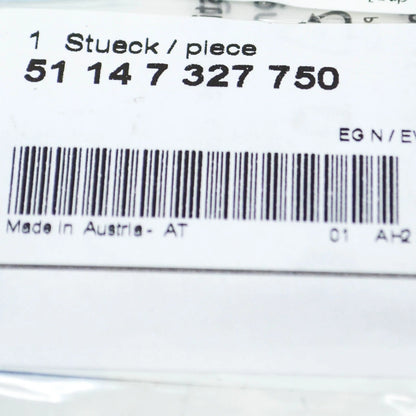 1 Stueck / piece
51 14 7 327 750
EG N / EV
Made in Austria - AT 01 AH2